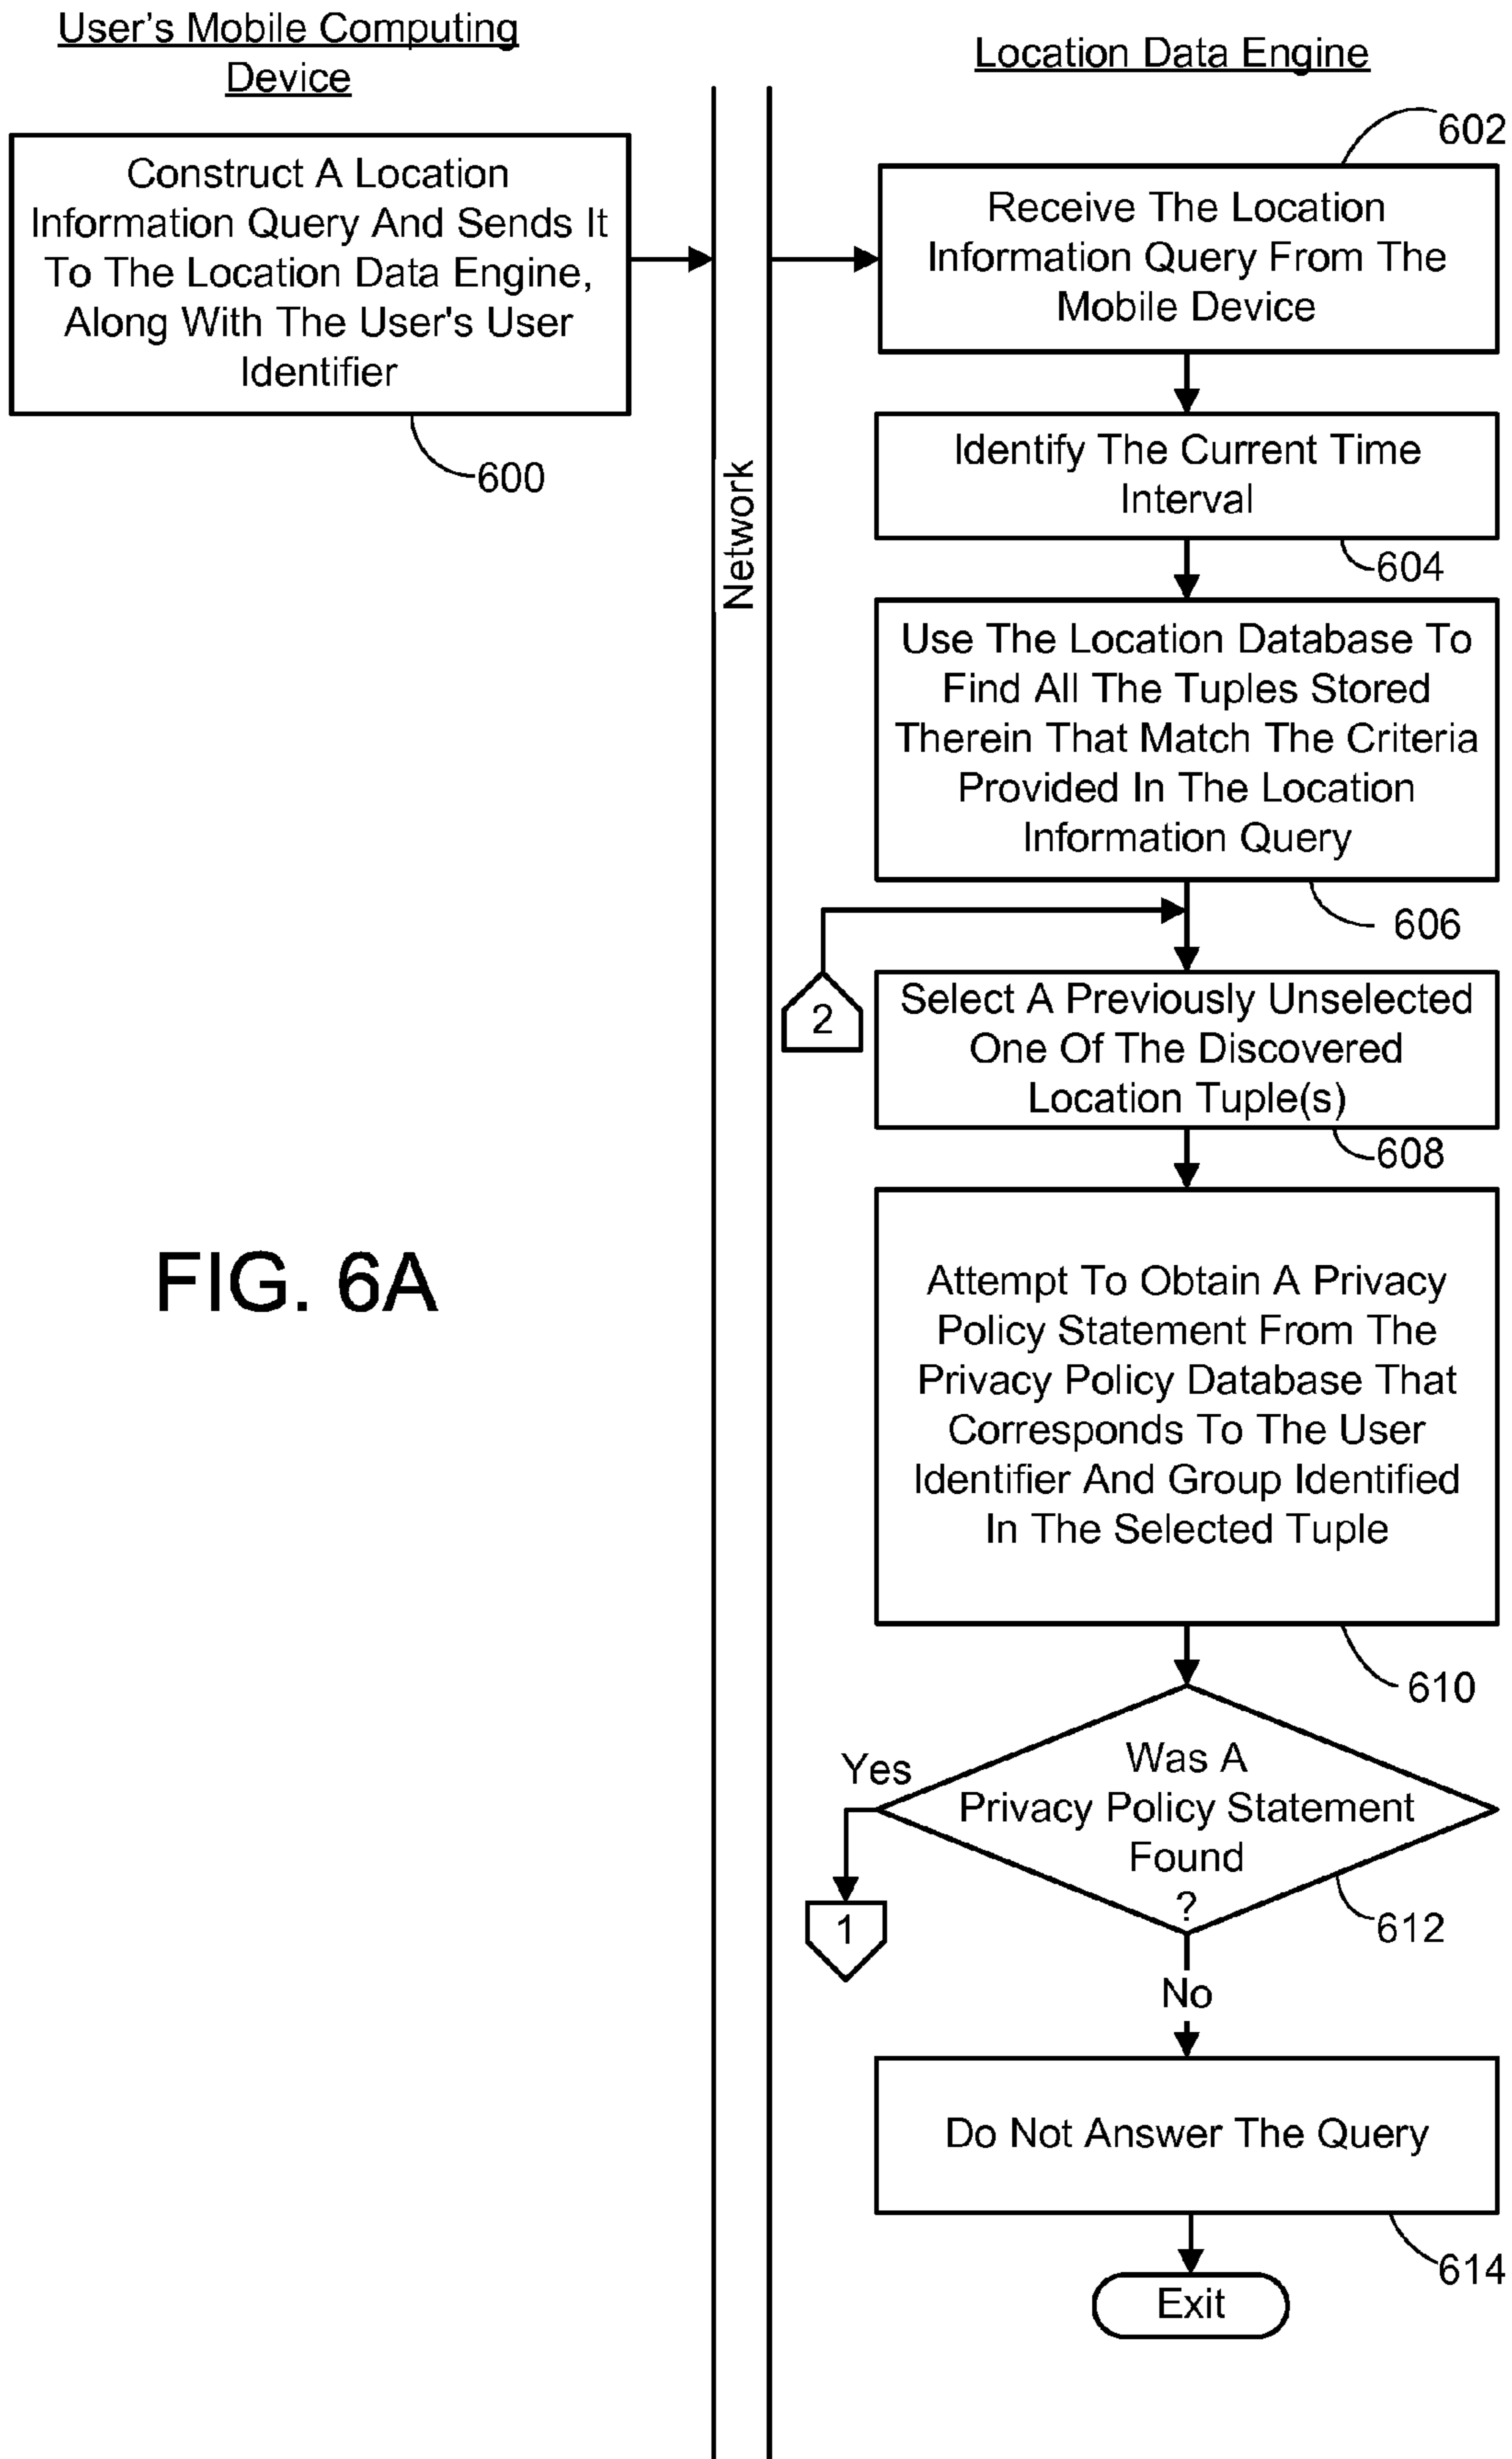 User's Mobile Computing
Device
Construct A Location
Information Query And Sends It
To The Location Data Engine,
Along With The User's User
Identifier
600
Network
Location Data Engine
602
Receive The Location
Information Query From The
Mobile Device
Identify The Current Time
Interval
604
Use The Location Database To
Find All The Tuples Stored
Therein That Match The Criteria
Provided In The Location
Information Query
606
2
Select A Previously Unselected
One Of The Discovered
Location Tuple(s)
608
FIG. 6A
Attempt To Obtain A Privacy
Policy Statement From The
Privacy Policy Database That
Corresponds To The User
Identifier And Group Identified
In The Selected Tuple
610
Yes
Was A
Privacy Policy Statement
Found
?
612
1
No
Do Not Answer The Query
614
Exit